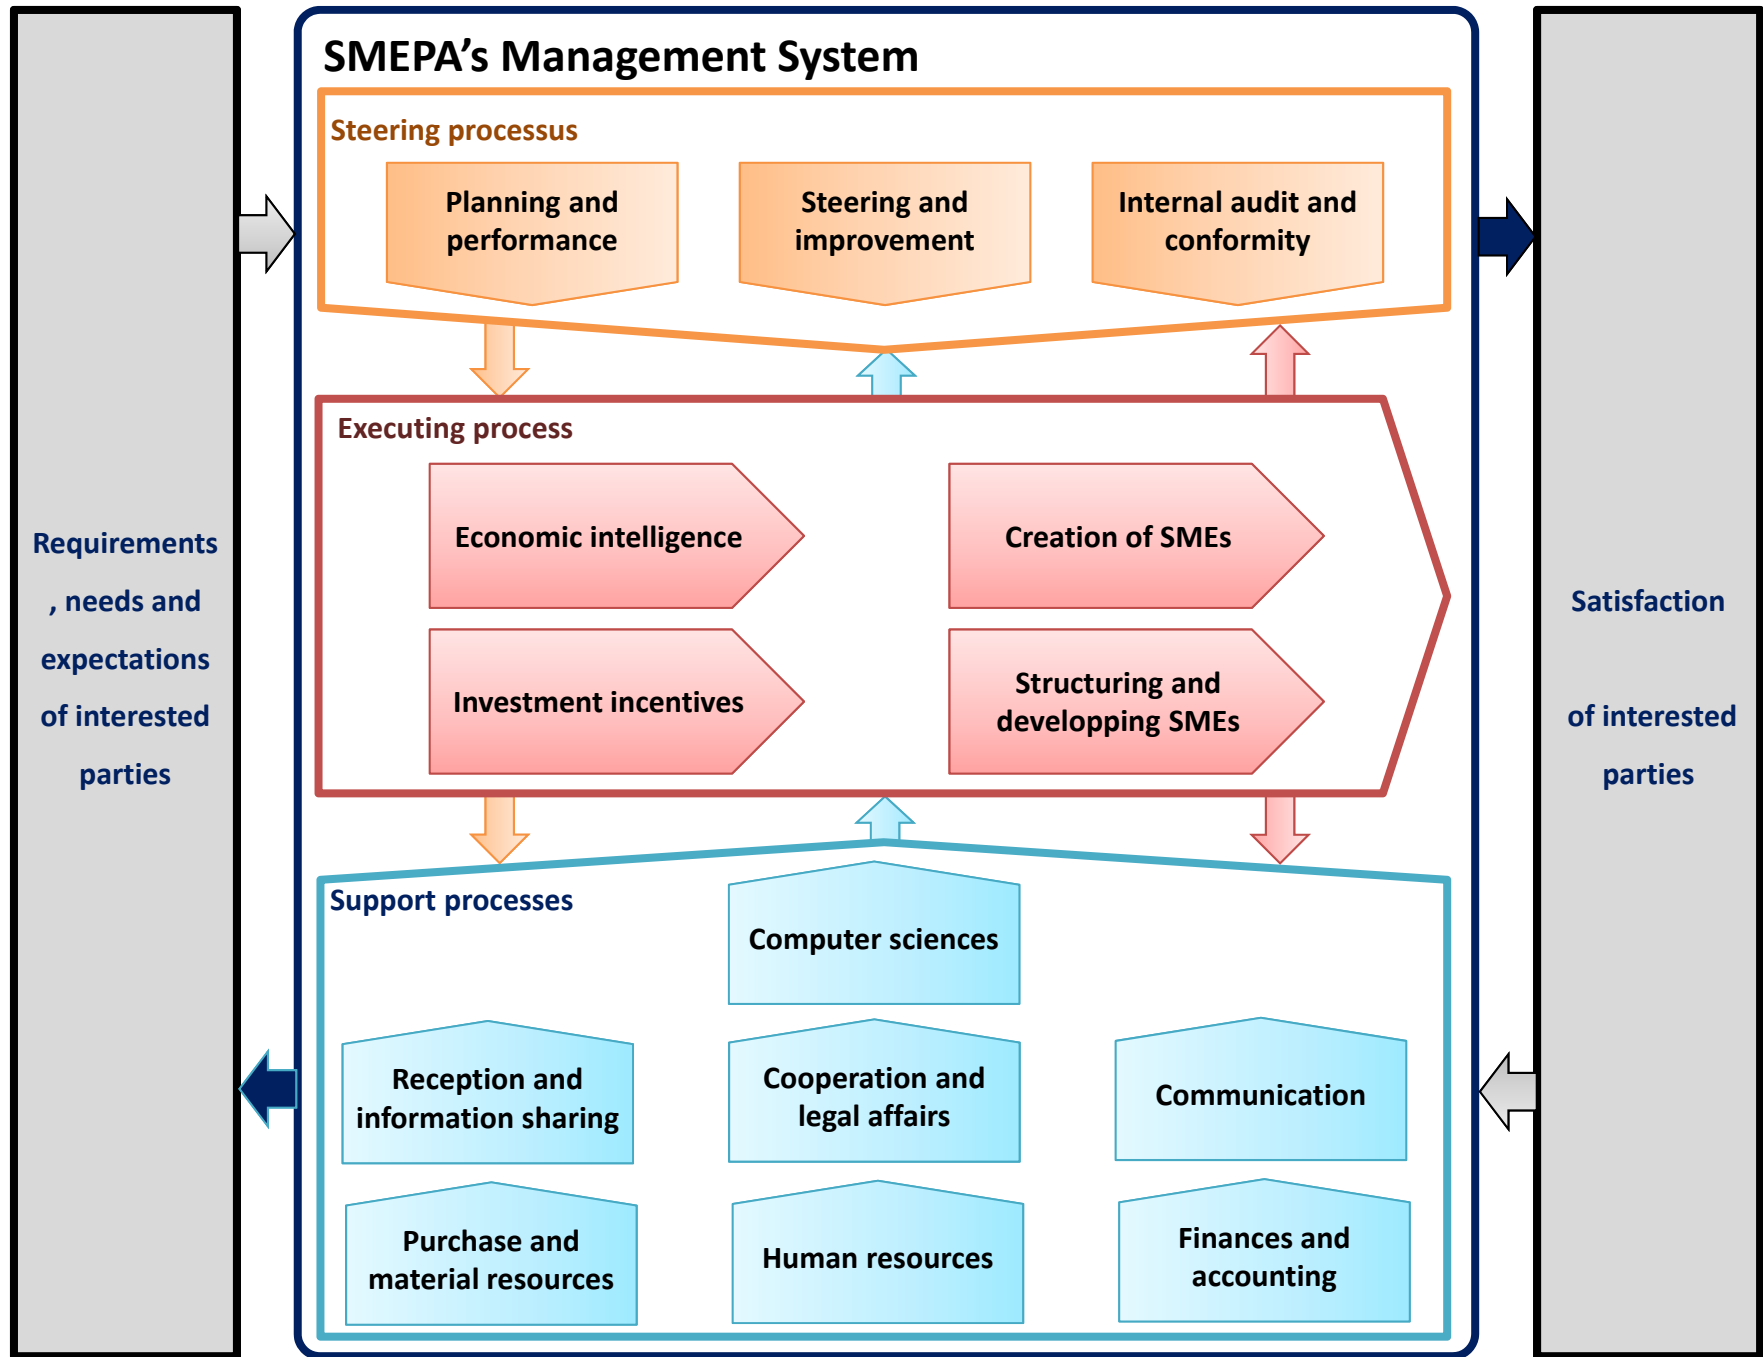 SMEPA's Management System
Steering processus
Planning and
performance
Steering and
improvement
Internal audit and
conformity
Executing process
Economic intelligence
Creation of SMEs
Investment incentives
Structuring and
developping SMEs
Requirements
, needs and
expectations
of interested
parties
Satisfaction
of interested
parties
Support processes
Computer sciences
Reception and
information sharing
Cooperation and
legal affairs
Communication
Purchase and
material resources
Human resources
Finances and
accounting